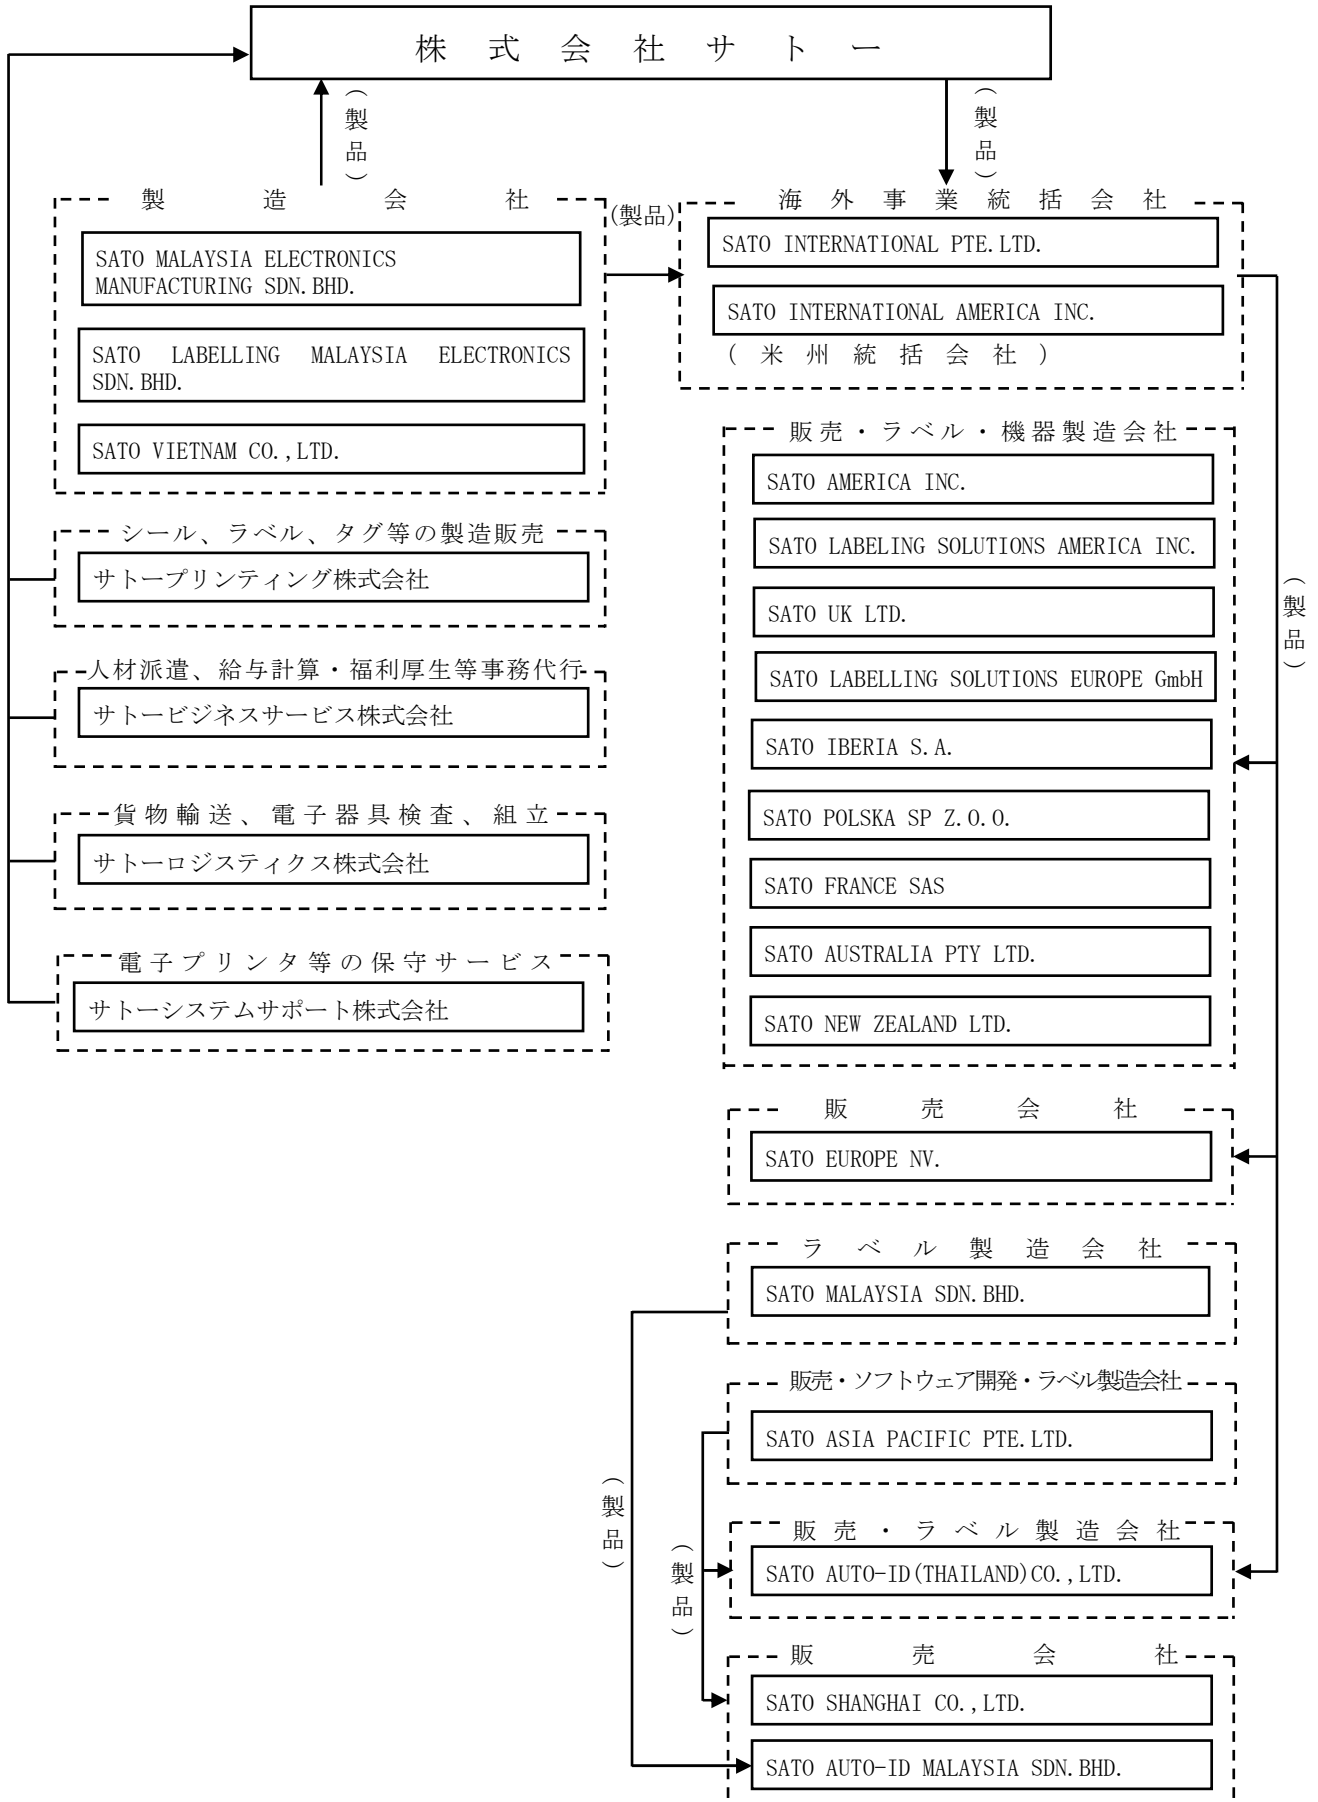 株式会社サトー
(製品)
(製品)
製造会社
SATO MALAYSIA ELECTRONICS
MANUFACTURING SDN.BHD.
SATO LABELLING MALAYSIA ELECTRONICS
SDN.BHD.
SATO VIETNAM CO.,LTD.
(製品)
海外事業統括会社
SATO INTERNATIONAL PTE.LTD.
SATO INTERNATIONAL AMERICA INC.
(米州統括会社)
シール、ラベル、タグ等の製造販売
サトープリンティング株式会社
人材派遣、給与計算・福利厚生等事務代行
サトービジネスサービス株式会社
貨物輸送、電子器具検査、組立
サトーロジスティクス株式会社
電子プリンタ等の保守サービス
サトーシステムサポート株式会社
販売・ラベル・機器製造会社
SATO AMERICA INC.
SATO LABELING SOLUTIONS AMERICA INC.
SATO UK LTD.
SATO LABELLING SOLUTIONS EUROPE GmbH
SATO IBERIA S.A.
SATO POLSKA SP Z.O.O.
SATO FRANCE SAS
SATO AUSTRALIA PTY LTD.
SATO NEW ZEALAND LTD.
(製品)
販売会社
SATO EUROPE NV.
ラベル製造会社
SATO MALAYSIA SDN.BHD.
販売・ソフトウェア開発・ラベル製造会社
SATO ASIA PACIFIC PTE.LTD.
(製品)
(製品)
販売・ラベル製造会社
SATO AUTO-ID(THAILAND)CO.,LTD.
販売会社
SATO SHANGHAI CO.,LTD.
SATO AUTO-ID MALAYSIA SDN.BHD.